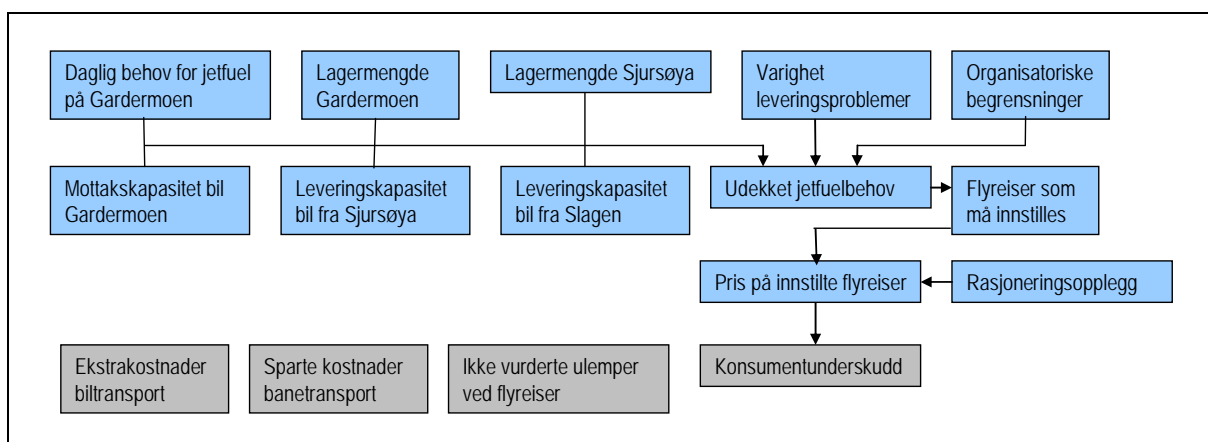 Daglig behov for jetfuel
på Gardermoen
Lagermengde
Gardermoen
Lagermengde Sjursøya
Varighet
leveringsproblemer
Organisatoriske
begrensninger
Mottakskapasitet bil
Gardermoen
Leveringskapasitet
bil fra Sjursøya
Leveringskapasitet
bil fra Slagen
Udekket jetfuelbehov
Flyreiser som
må innstilles
Pris på innstilte flyreiser
Rasjoneringsopplegg
Ekstrakostnader
biltransport
Sparte kostnader
banetransport
Ikke vurderte ulemper
ved flyreiser
Konsumentunderskudd